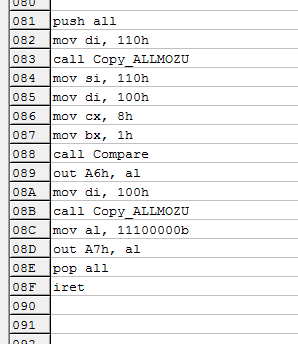 080
081 push all
082 mov di, 110h
083 call Copy_ALLMOZU
084 mov si, 110h
085 mov di, 100h
086 mov cx, 8h
087 mov bx, 1h
088 call Compare
089 out A6h, al
08A mov di, 100h
08B call Copy_ALLMOZU
08C mov al, 11100000b
08D out A7h, al
08E pop all
08F iret
090
091
092